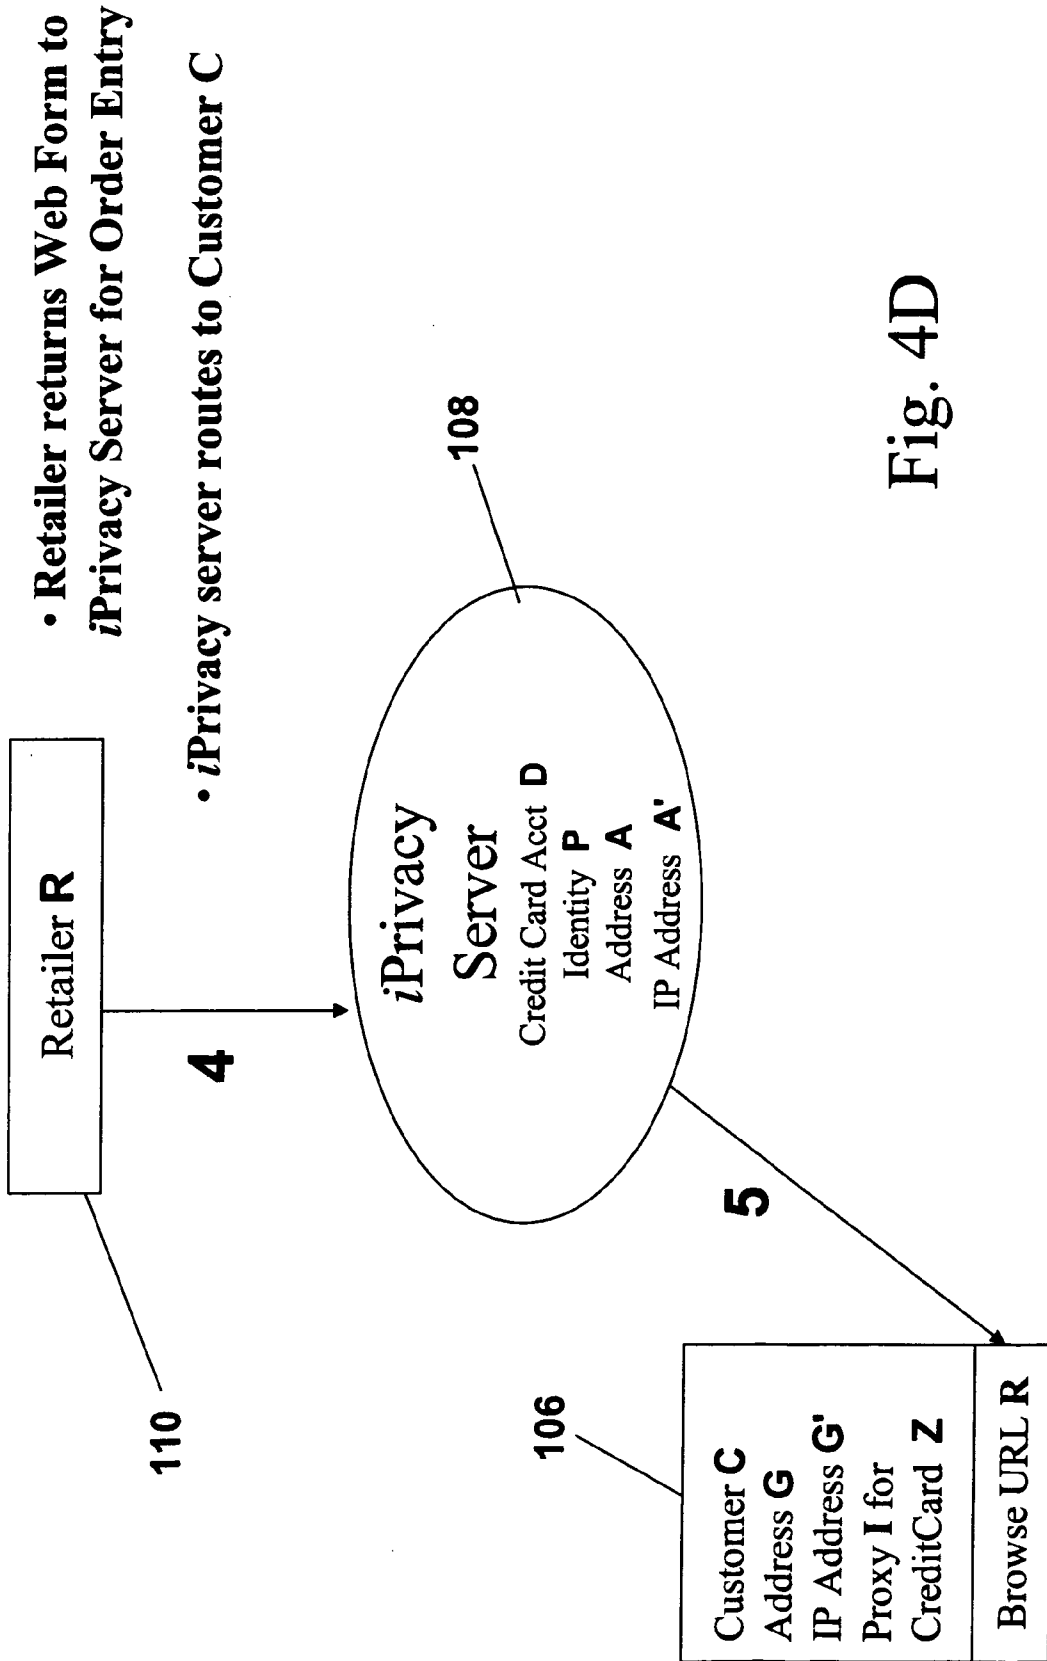 • Retailer returns Web Form to
iPrivacy Server for Order Entry
• iPrivacy server routes to Customer C
Retailer R
110
4
iPrivacy
Server
Credit Card Acct D
Identity P
Address A
IP Address A'
108
5
106
Customer C
Address G
IP Address G'
Proxy I for
CreditCard Z
Browse URL R
Fig. 4D